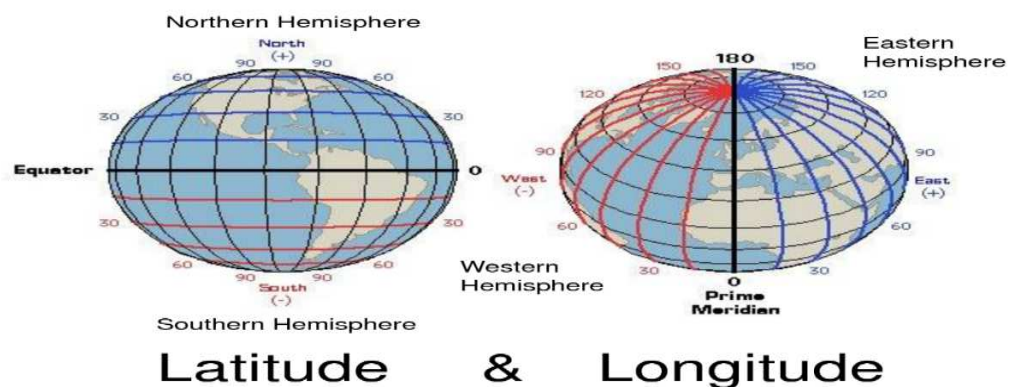 Northern Hemisphere
North
(+)
90 90
60 60
30 30
Equator 0
30 30
60 60
90 90
South
(-)
Southern Hemisphere
Eastern
Hemisphere
180
150 150
120 120
90 90
West
(-)
East
(+)
60 60
30 30
0
Prime
Meridian
Western
Hemisphere
Latitude & Longitude